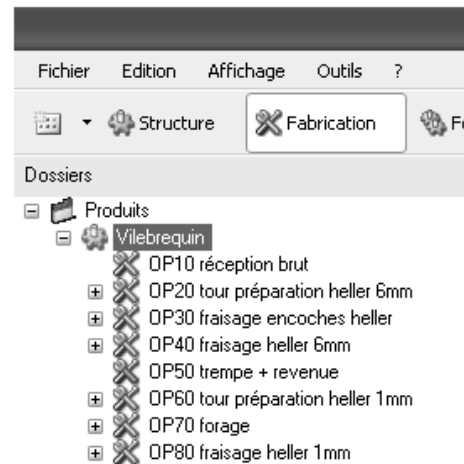 Fichier Edition Affichage Outils ?
Structure Fabrication
Dossiers
Produits
Vilebrequin
OP10 réception brut
OP20 tour préparation heller 6mm
OP30 fraisage encoches heller
OP40 fraisage heller 6mm
OP50 trempe + revenue
OP60 tour préparation heller 1mm
OP70 forage
OP80 fraisage heller 1mm